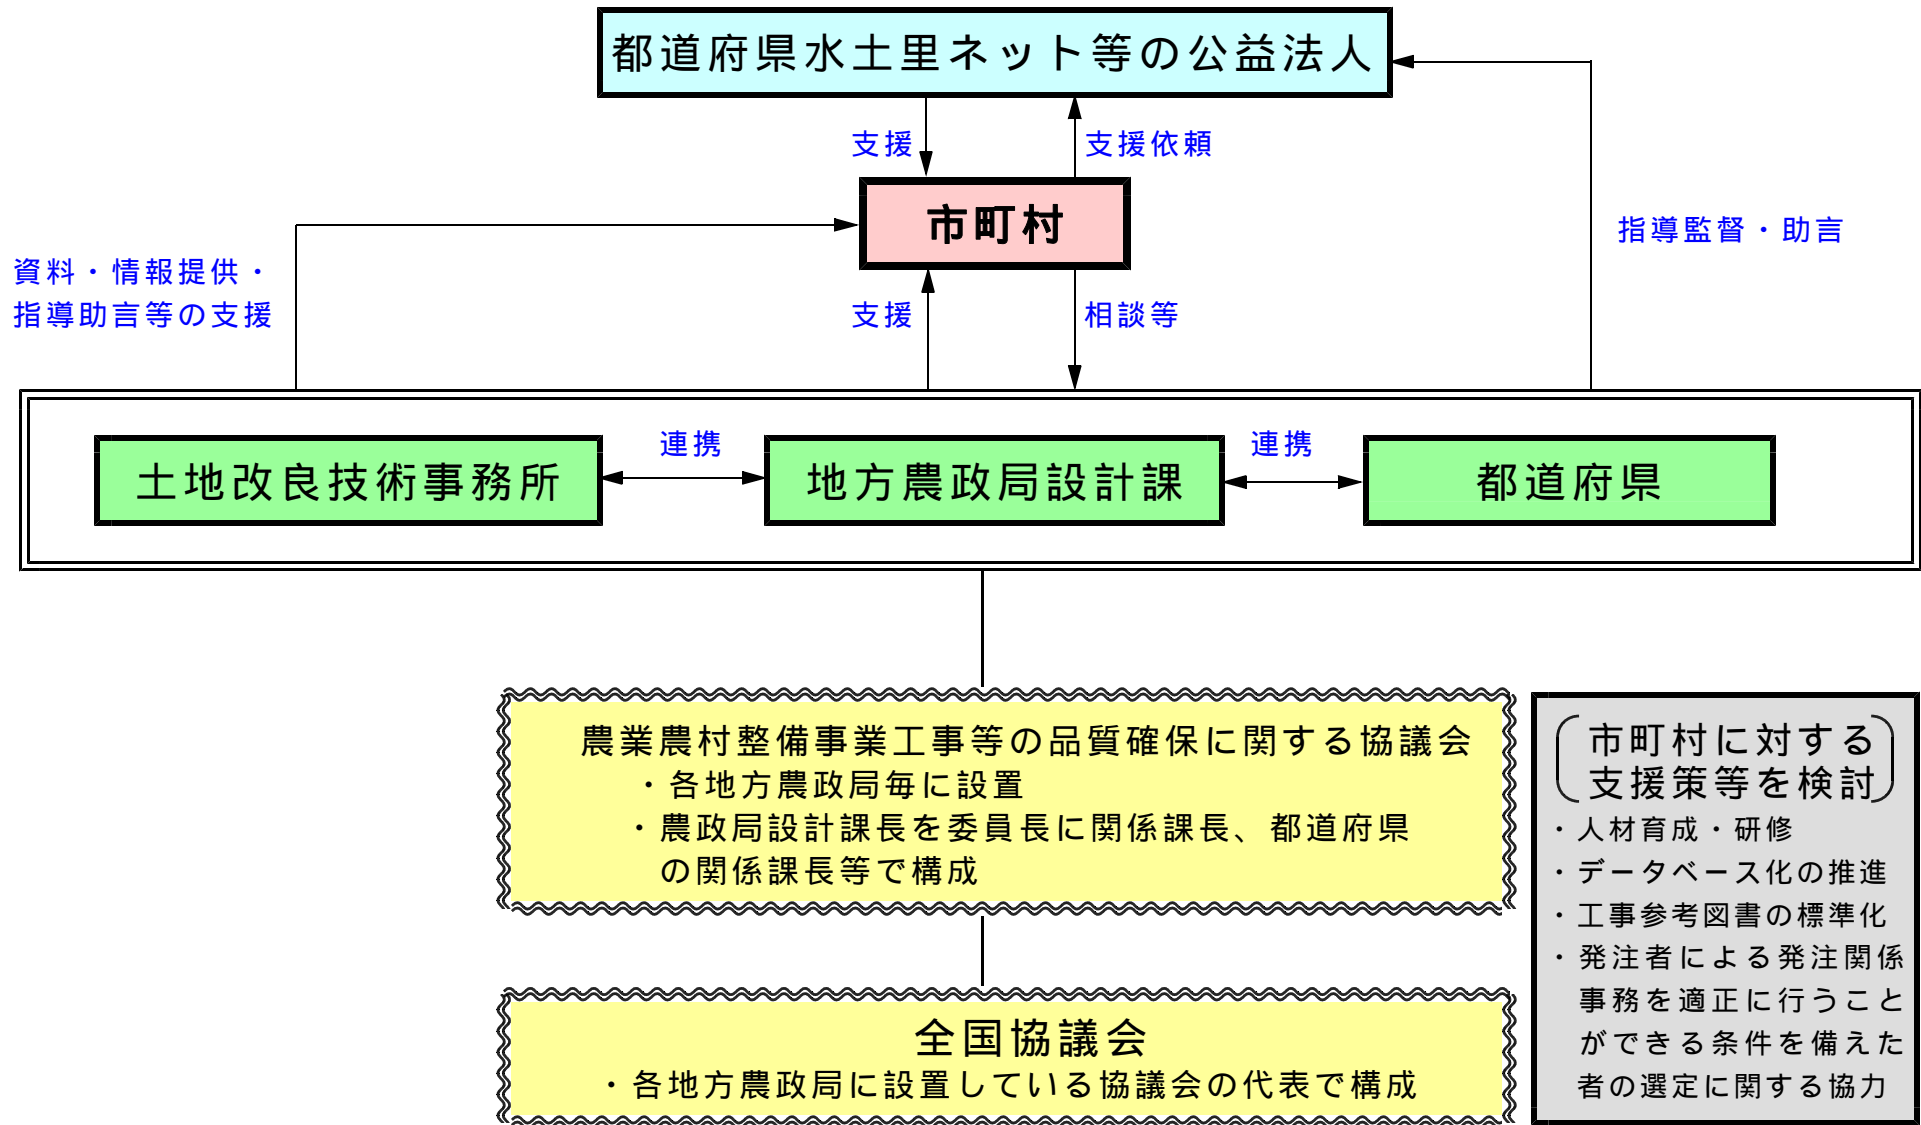 都道府県水土里ネット等の公益法人
支援
支援依頼
市町村
指導監督・助言
資料・情報提供・
指導助言等の支援
支援
相談等
連携
連携
土地改良技術事務所
地方農政局設計課
都道府県
農業農村整備事業工事等の品質確保に関する協議会
・各地方農政局毎に設置
・農政局設計課長を委員長に関係課長、都道府県
の関係課長等で構成
全国協議会
・各地方農政局に設置している協議会の代表で構成
市町村に対する
支援策等を検討
・人材育成・研修
・データベース化の推進
・工事参考図書の標準化
・発注者による発注関係
事務を適正に行うこと
ができる条件を備えた
者の選定に関する協力